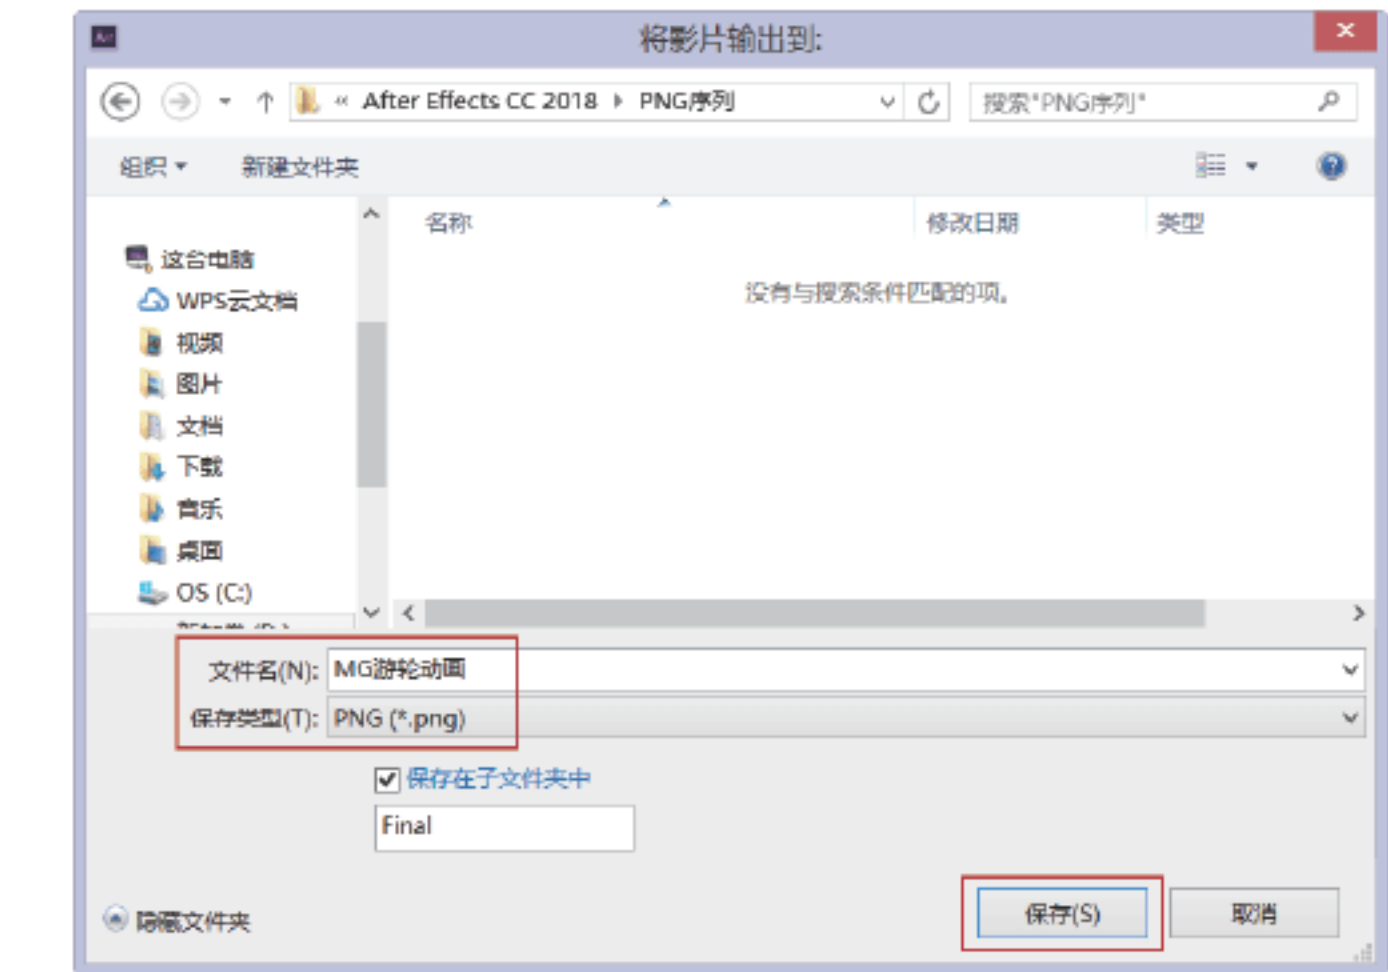 将影片输出到:
After Effects CC 2018 PNG序列
搜索"PNG序列"
组织 新建文件夹
名称 修改日期 类型
没有与搜索条件匹配的项。
这台电脑
WPS云文档
视频
图片
文档
下载
音乐
桌面
OS (C:)
文件名(N): MG游轮动画
保存类型(T): PNG (*.png)
保存在子文件夹中
Final
隐藏文件夹
保存(S) 取消